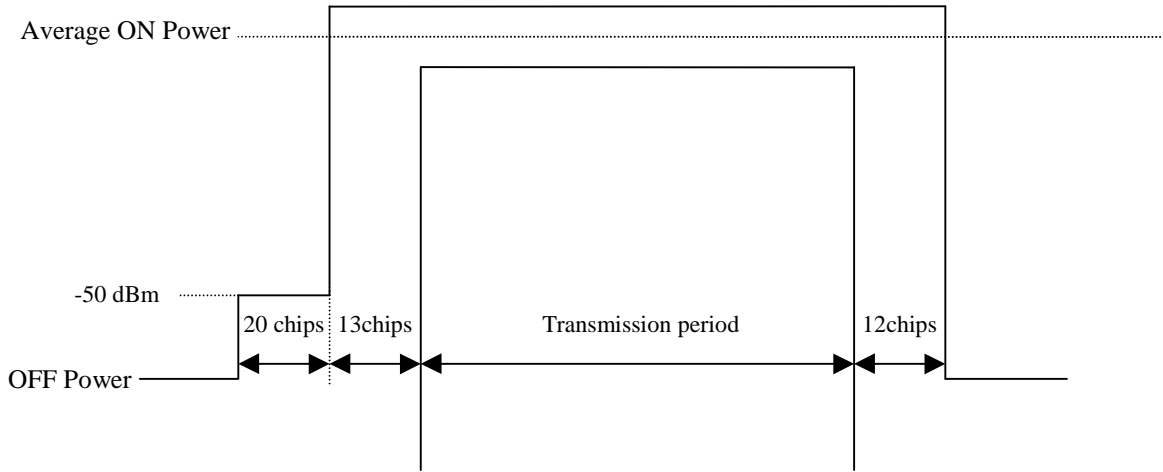 Average ON Power
-50 dBm
20 chips
13chips
Transmission period
12chips
OFF Power